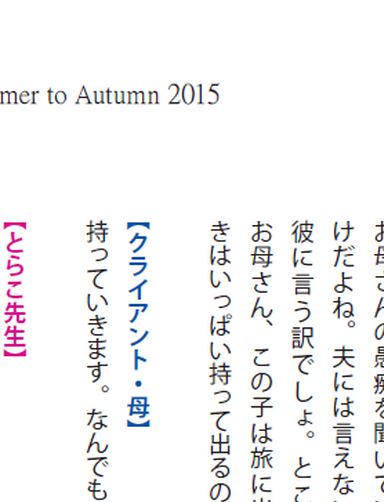 mer to Autumn 2015
お母さんの愚痴を聞いて
けだよね。夫には言えな
彼に言う訳でしょ。とこ
お母さん、この子は旅に
きはいっぱい持って出るの
【クライアント・母】
持っていきます。なんでも
【とらこ先生】